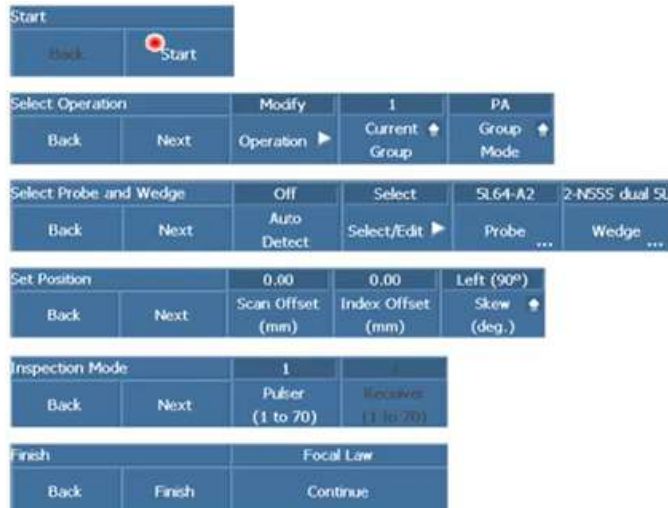 Start
Back Start
Select Operation Modify 1 PA
Back Next Operation Current Group Group Mode
Select Probe and Wedge Off Select 5L64-A2 2-N55S dual 5L
Back Next Auto Detect Select/Edit Probe ... Wedge ...
Set Position 0.00 0.00 Left (90º)
Back Next Scan Offset (mm) Index Offset (mm) Skew (deg.)
Inspection Mode 1
Back Next Pulser (1 to 70) Receiver (1 to 70)
Finish Focal Law
Back Finish Continue